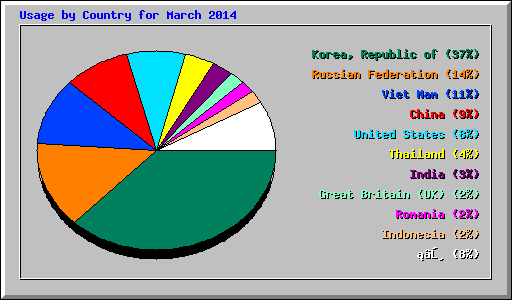 Usage by Country for March 2014
Korea, Republic of (37%)
Russian Federation (14%)
Viet Nam (11%)
China (9%)
United States (8%)
Thailand (4%)
India (3%)
Great Britain (UK) (2%)
Romania (2%)
Indonesia (2%)
(8%)